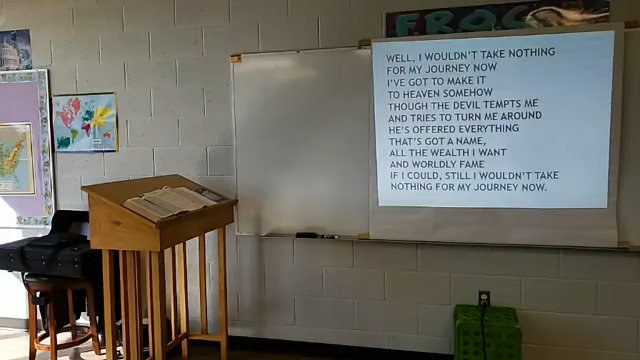 FROG
WELL, I WOULDN'T TAKE NOTHING
FOR MY JOURNEY NOW
I'VE GOT TO MAKE IT
TO HEAVEN SOMEHOW
THOUGH THE DEVIL TEMPTS ME
AND TRIES TO TURN ME AROUND
HE'S OFFERED EVERYTHING
THAT'S GOT A NAME,
ALL THE WEALTH I WANT
AND WORLDLY FAME
IF I COULD, STILL I WOULDN'T TAKE
NOTHING FOR MY JOURNEY NOW.